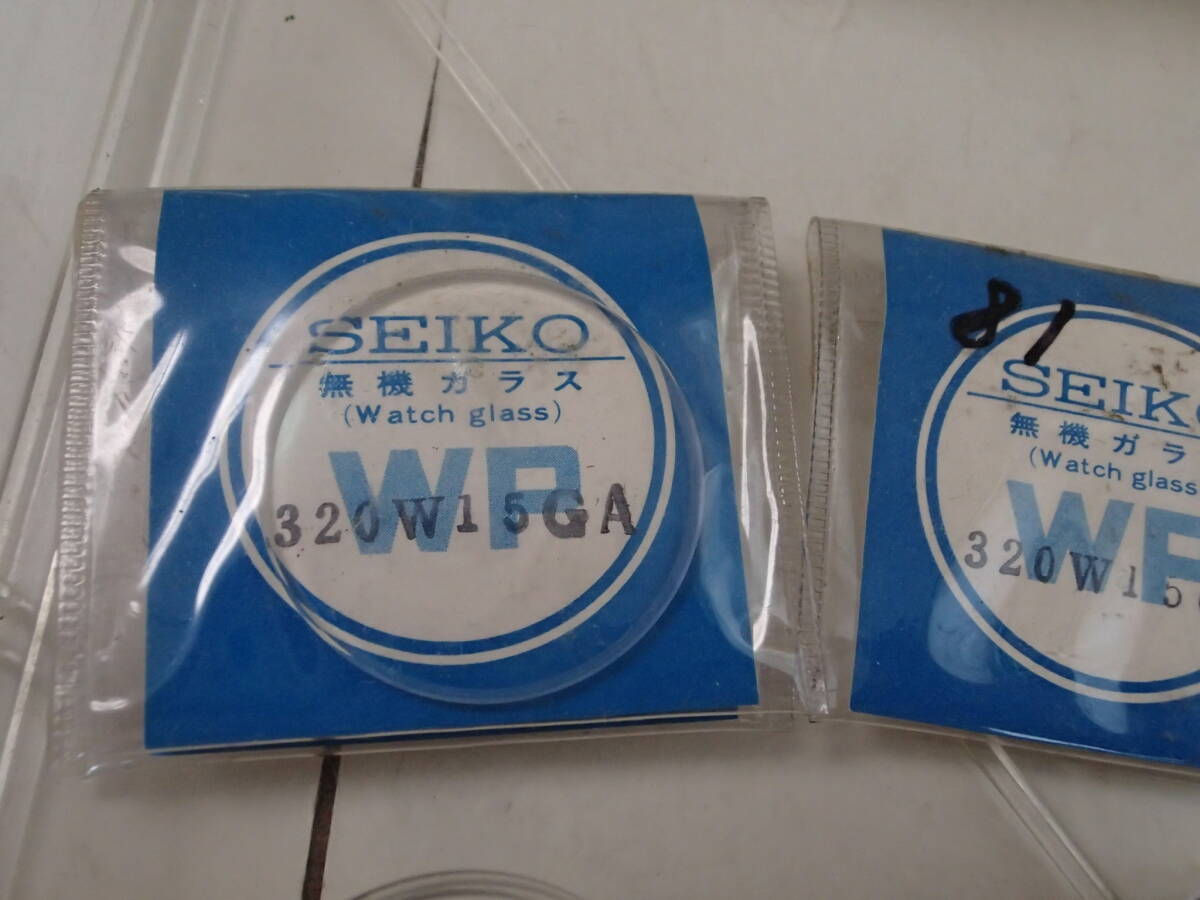 SEIKO
無機ガラス
(Watch glass)
WP
320W15GA
81
SEIK
無機ガラ
(Watch glass
WP
320W15